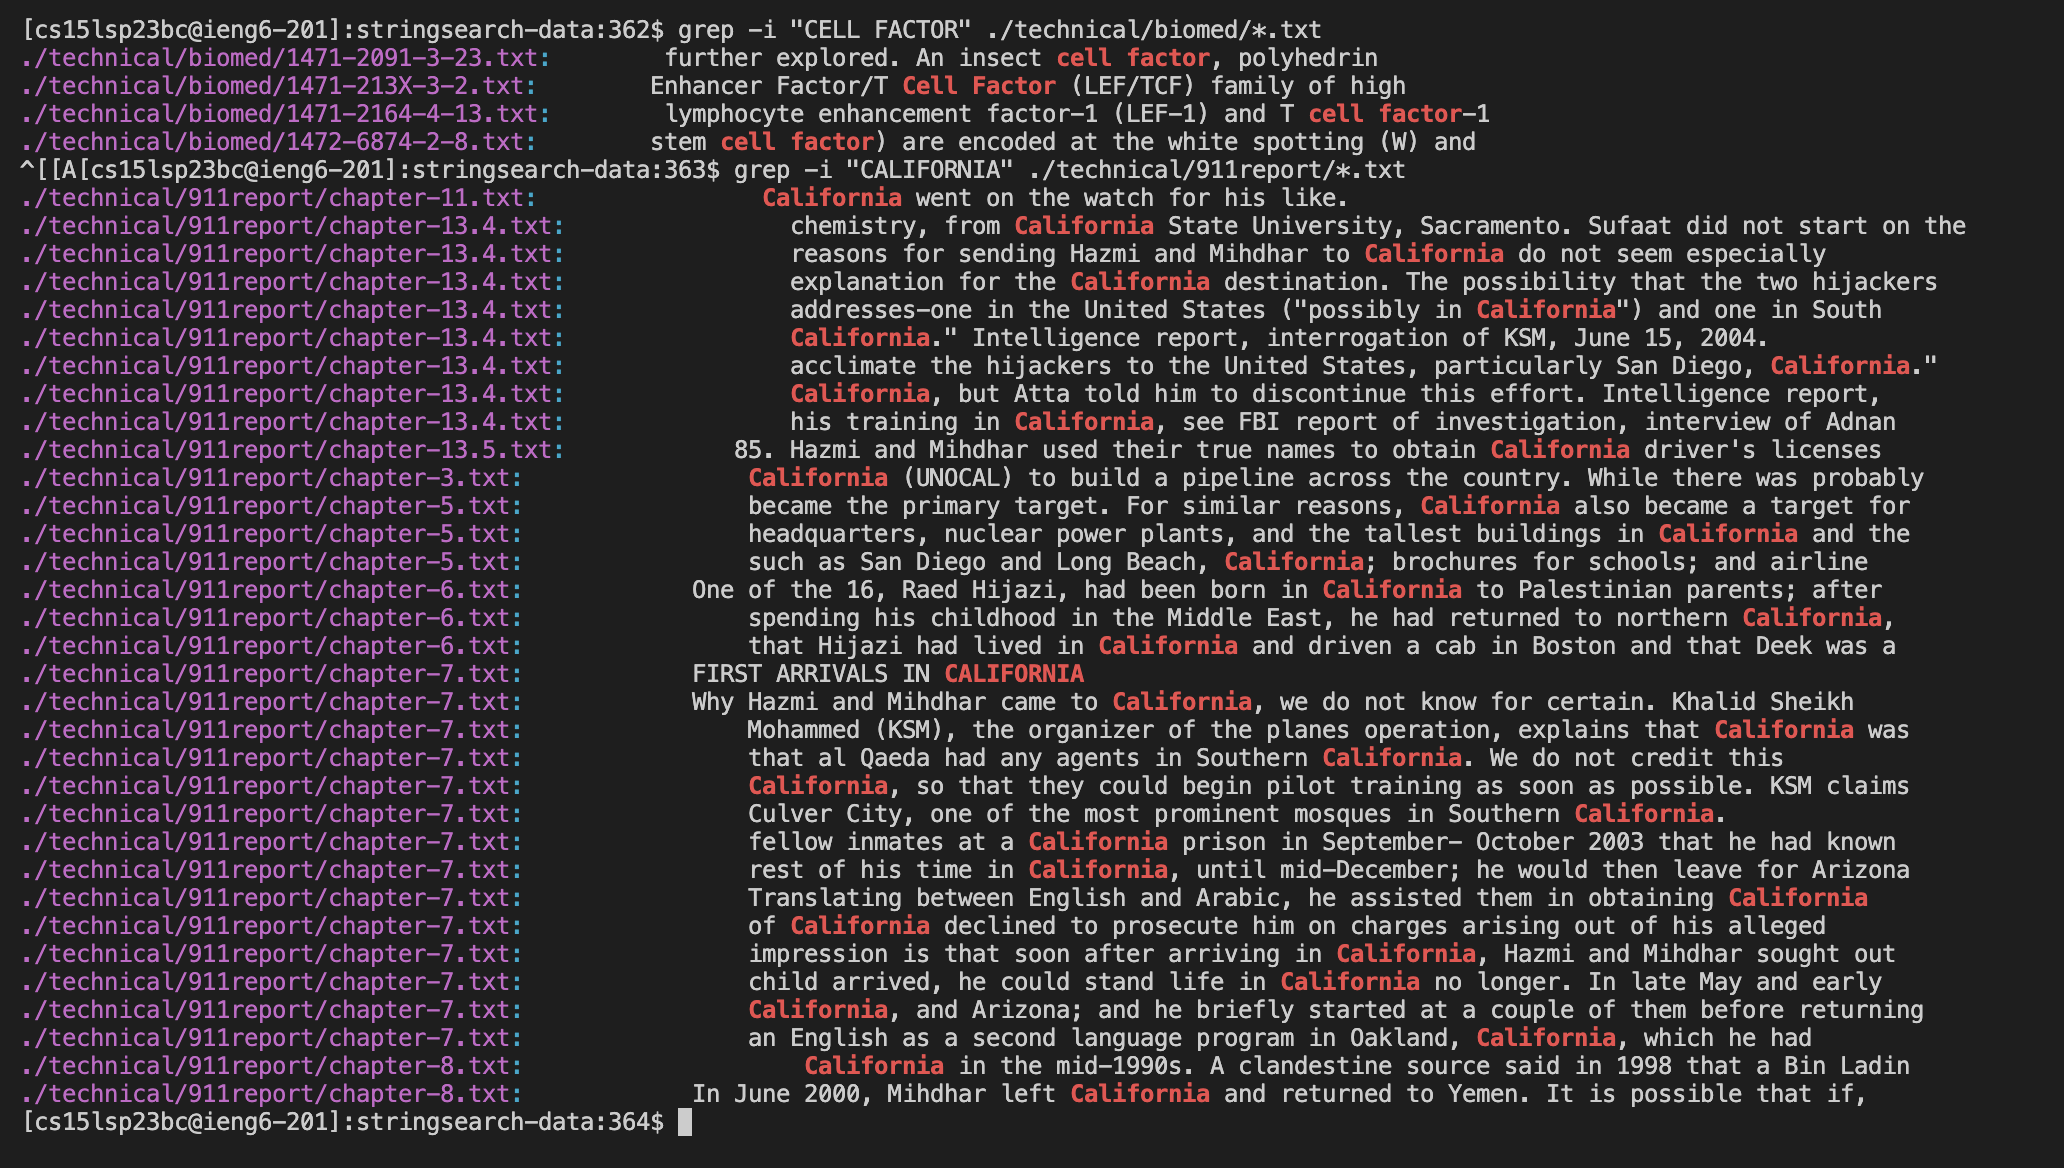 [cs15lsp23bc@ieng6-201]:stringsearch-data:362$ grep -i "CELL FACTOR" ./technical/biomed/*.txt
./technical/biomed/1471-2091-3-23.txt:        further explored. An insect cell factor, polyhedrin
./technical/biomed/1471-213X-3-2.txt:        Enhancer Factor/T Cell Factor (LEF/TCF) family of high
./technical/biomed/1471-2164-4-13.txt:        lymphocyte enhancement factor-1 (LEF-1) and T cell factor-1
./technical/biomed/1472-6874-2-8.txt:        stem cell factor) are encoded at the white spotting (W) and
^[[A[cs15lsp23bc@ieng6-201]:stringsearch-data:363$ grep -i "CALIFORNIA" ./technical/911report/*.txt
./technical/911report/chapter-11.txt:                California went on the watch for his like.
./technical/911report/chapter-13.4.txt:                chemistry, from California State University, Sacramento. Sufaat did not start on the
./technical/911report/chapter-13.4.txt:                reasons for sending Hazmi and Mihdhar to California do not seem especially
./technical/911report/chapter-13.4.txt:                explanation for the California destination. The possibility that the two hijackers
./technical/911report/chapter-13.4.txt:                addresses-one in the United States ("possibly in California") and one in South
./technical/911report/chapter-13.4.txt:                California." Intelligence report, interrogation of KSM, June 15, 2004.
./technical/911report/chapter-13.4.txt:                acclimate the hijackers to the United States, particularly San Diego, California."
./technical/911report/chapter-13.4.txt:                California, but Atta told him to discontinue this effort. Intelligence report,
./technical/911report/chapter-13.4.txt:                his training in California, see FBI report of investigation, interview of Adnan
./technical/911report/chapter-13.5.txt:            85. Hazmi and Mihdhar used their true names to obtain California driver's licenses
./technical/911report/chapter-3.txt:                California (UNOCAL) to build a pipeline across the country. While there was probably
./technical/911report/chapter-5.txt:                became the primary target. For similar reasons, California also became a target for
./technical/911report/chapter-5.txt:                headquarters, nuclear power plants, and the tallest buildings in California and the
./technical/911report/chapter-5.txt:                such as San Diego and Long Beach, California; brochures for schools; and airline
./technical/911report/chapter-6.txt:            One of the 16, Raed Hijazi, had been born in California to Palestinian parents; after
./technical/911report/chapter-6.txt:                spending his childhood in the Middle East, he had returned to northern California,
./technical/911report/chapter-6.txt:                that Hijazi had lived in California and driven a cab in Boston and that Deek was a
./technical/911report/chapter-7.txt:            FIRST ARRIVALS IN CALIFORNIA
./technical/911report/chapter-7.txt:            Why Hazmi and Mihdhar came to California, we do not know for certain. Khalid Sheikh
./technical/911report/chapter-7.txt:                Mohammed (KSM), the organizer of the planes operation, explains that California was
./technical/911report/chapter-7.txt:                that al Qaeda had any agents in Southern California. We do not credit this
./technical/911report/chapter-7.txt:                California, so that they could begin pilot training as soon as possible. KSM claims
./technical/911report/chapter-7.txt:                Culver City, one of the most prominent mosques in Southern California.
./technical/911report/chapter-7.txt:                fellow inmates at a California prison in September- October 2003 that he had known
./technical/911report/chapter-7.txt:                rest of his time in California, until mid-December; he would then leave for Arizona
./technical/911report/chapter-7.txt:                Translating between English and Arabic, he assisted them in obtaining California
./technical/911report/chapter-7.txt:                of California declined to prosecute him on charges arising out of his alleged
./technical/911report/chapter-7.txt:                impression is that soon after arriving in California, Hazmi and Mihdhar sought out
./technical/911report/chapter-7.txt:                child arrived, he could stand life in California no longer. In late May and early
./technical/911report/chapter-7.txt:                California, and Arizona; and he briefly started at a couple of them before returning
./technical/911report/chapter-7.txt:                an English as a second language program in Oakland, California, which he had
./technical/911report/chapter-8.txt:                    California in the mid-1990s. A clandestine source said in 1998 that a Bin Ladin
./technical/911report/chapter-8.txt:            In June 2000, Mihdhar left California and returned to Yemen. It is possible that if,
[cs15lsp23bc@ieng6-201]:stringsearch-data:364$